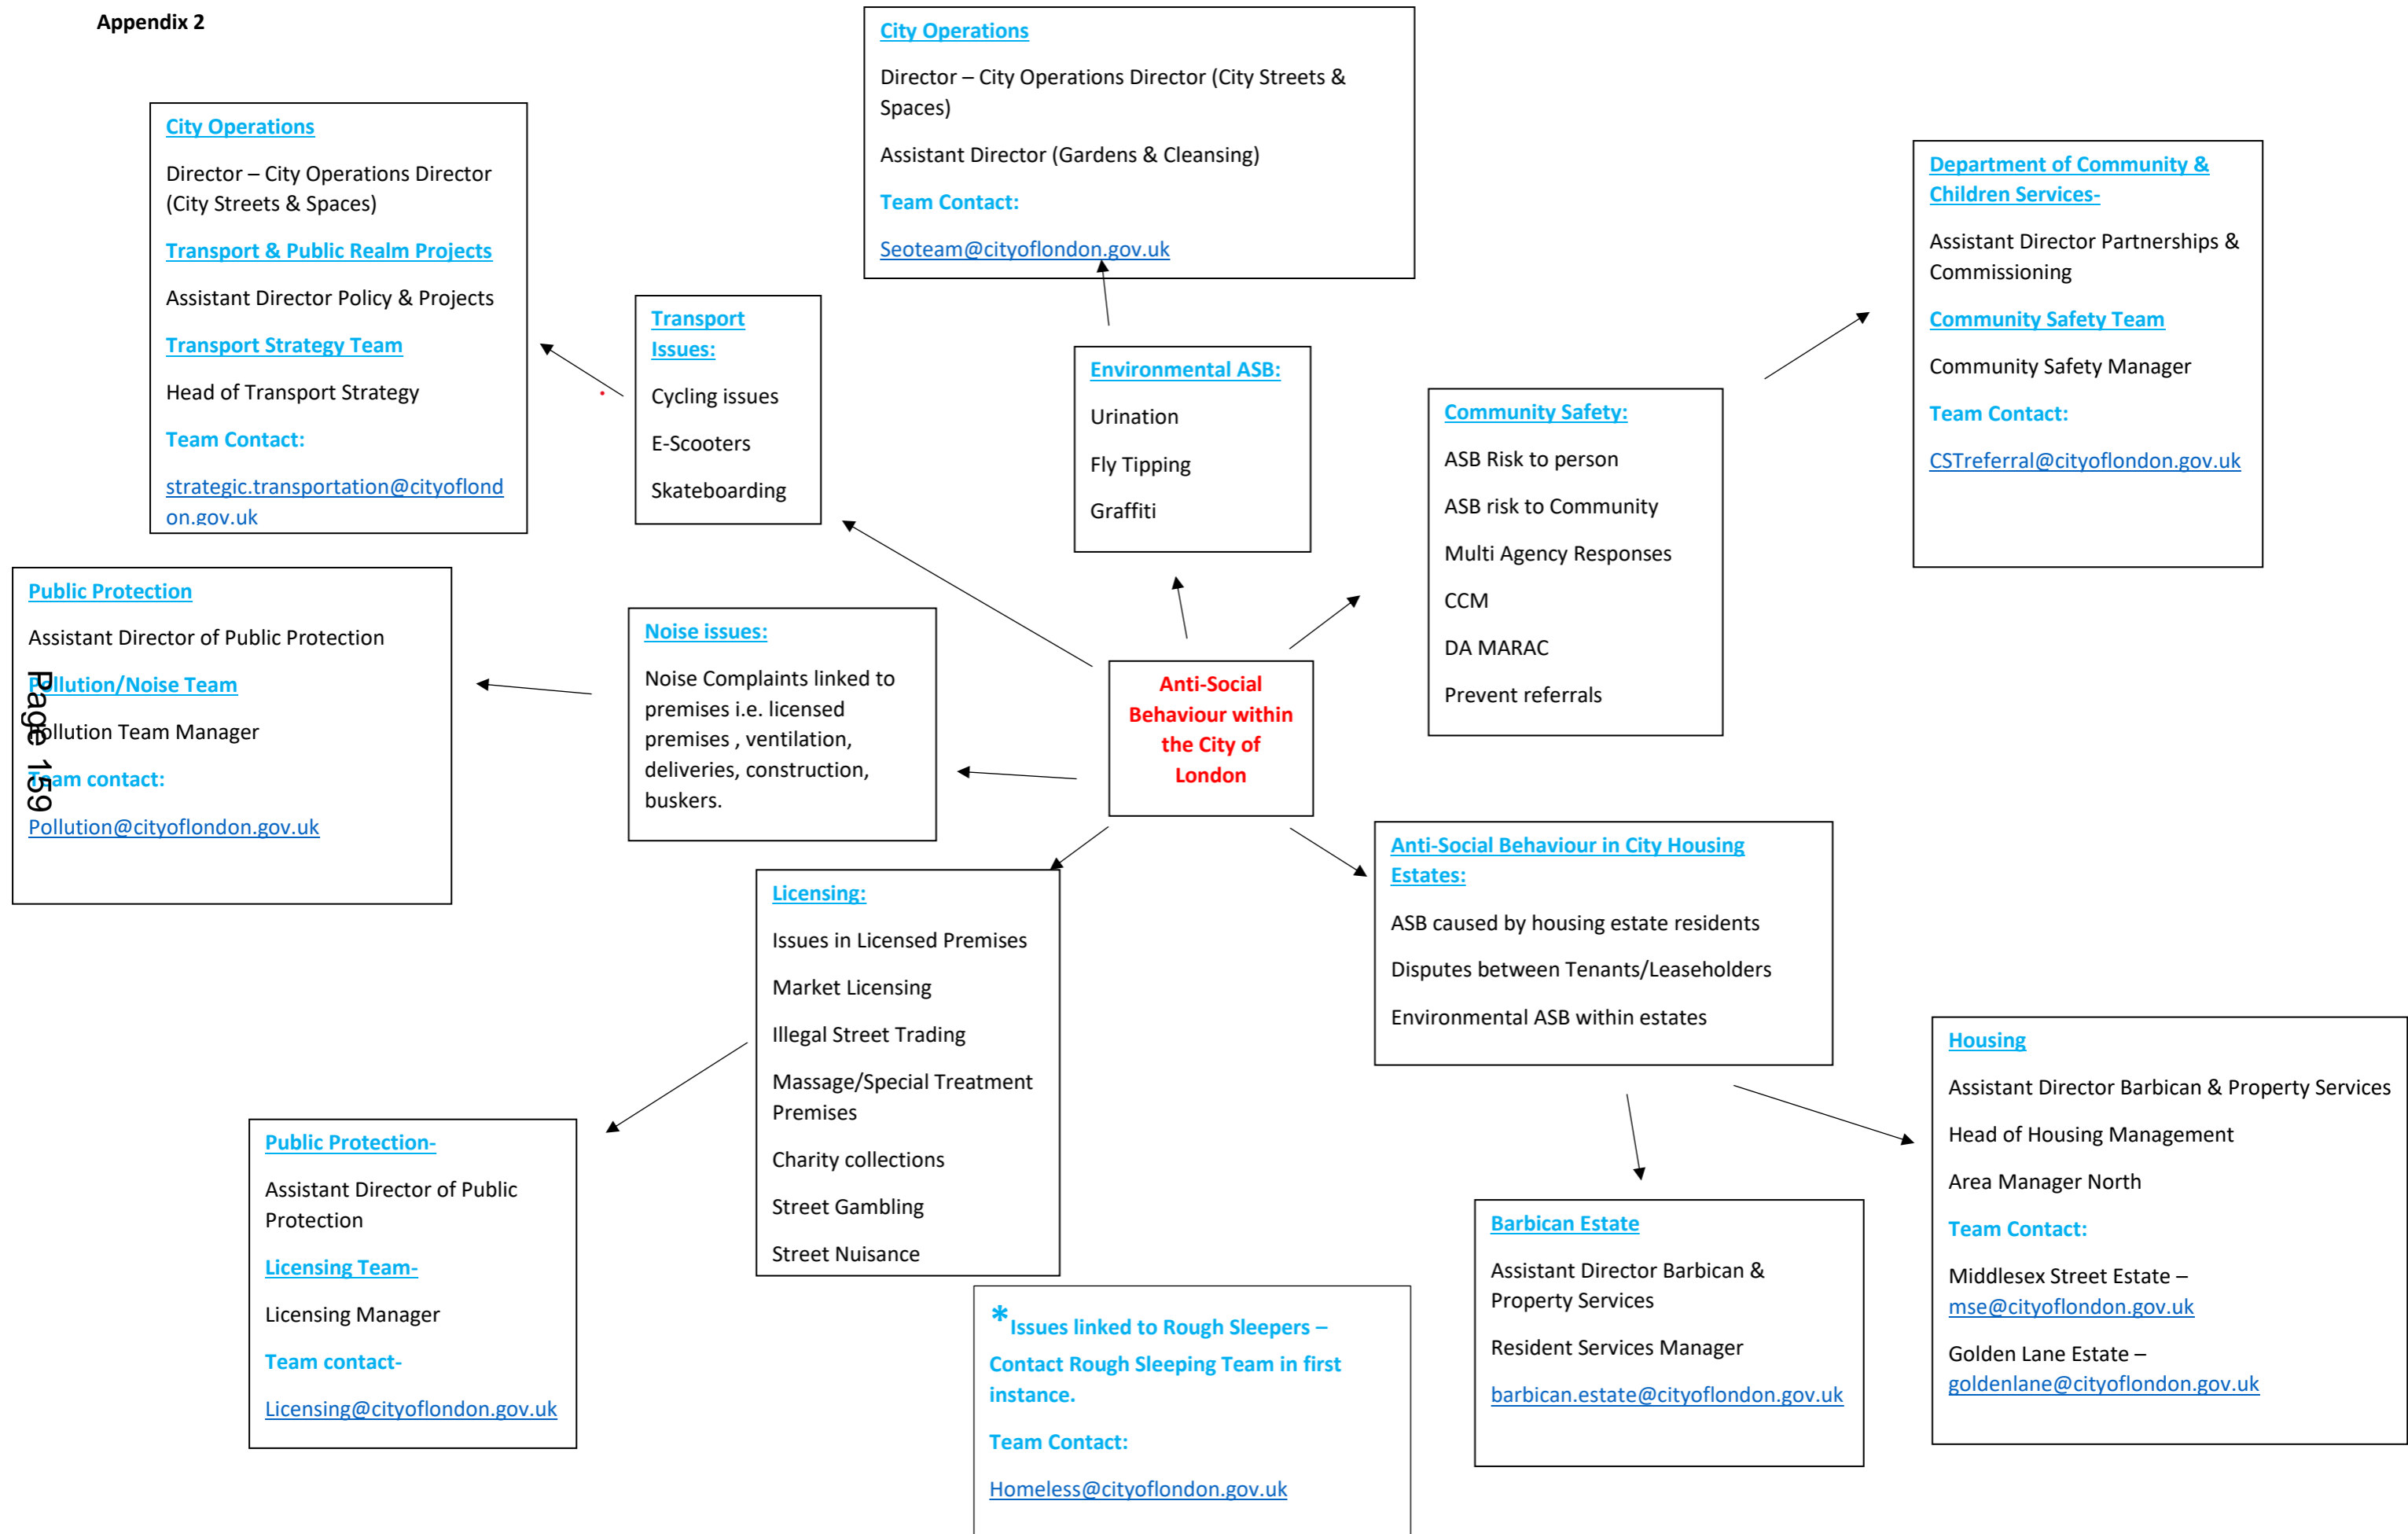 Appendix 2
City Operations
Director – City Operations Director (City Streets &
Spaces)
Assistant Director (Gardens & Cleansing)
Team Contact:
Seoteam@cityoflondon.gov.uk
City Operations
Director – City Operations Director
(City Streets & Spaces)
Transport & Public Realm Projects
Assistant Director Policy & Projects
Transport Strategy Team
Head of Transport Strategy
Team Contact:
strategic.transportation@cityoflond
on.gov.uk
Transport
Issues:
Cycling issues
E-Scooters
Skateboarding
Environmental ASB:
Urination
Fly Tipping
Graffiti
Community Safety:
ASB Risk to person
ASB risk to Community
Multi Agency Responses
CCM
DA MARAC
Prevent referrals
Department of Community &
Children Services-
Assistant Director Partnerships &
Commissioning
Community Safety Team
Community Safety Manager
Team Contact:
CSTreferral@cityoflondon.gov.uk
Public Protection
Assistant Director of Public Protection
Pollution/Noise Team
Pollution Team Manager
Team contact:
Pollution@cityoflondon.gov.uk
Page 159
Noise issues:
Noise Complaints linked to
premises i.e. licensed
premises , ventilation,
deliveries, construction,
buskers.
Anti-Social
Behaviour within
the City of
London
Licensing:
Issues in Licensed Premises
Market Licensing
Illegal Street Trading
Massage/Special Treatment
Premises
Charity collections
Street Gambling
Street Nuisance
Anti-Social Behaviour in City Housing
Estates:
ASB caused by housing estate residents
Disputes between Tenants/Leaseholders
Environmental ASB within estates
Public Protection-
Assistant Director of Public
Protection
Licensing Team-
Licensing Manager
Team contact-
Licensing@cityoflondon.gov.uk
*Issues linked to Rough Sleepers –
Contact Rough Sleeping Team in first
instance.
Team Contact:
Homeless@cityoflondon.gov.uk
Barbican Estate
Assistant Director Barbican &
Property Services
Resident Services Manager
barbican.estate@cityoflondon.gov.uk
Housing
Assistant Director Barbican & Property Services
Head of Housing Management
Area Manager North
Team Contact:
Middlesex Street Estate –
mse@cityoflondon.gov.uk
Golden Lane Estate –
goldenlane@cityoflondon.gov.uk